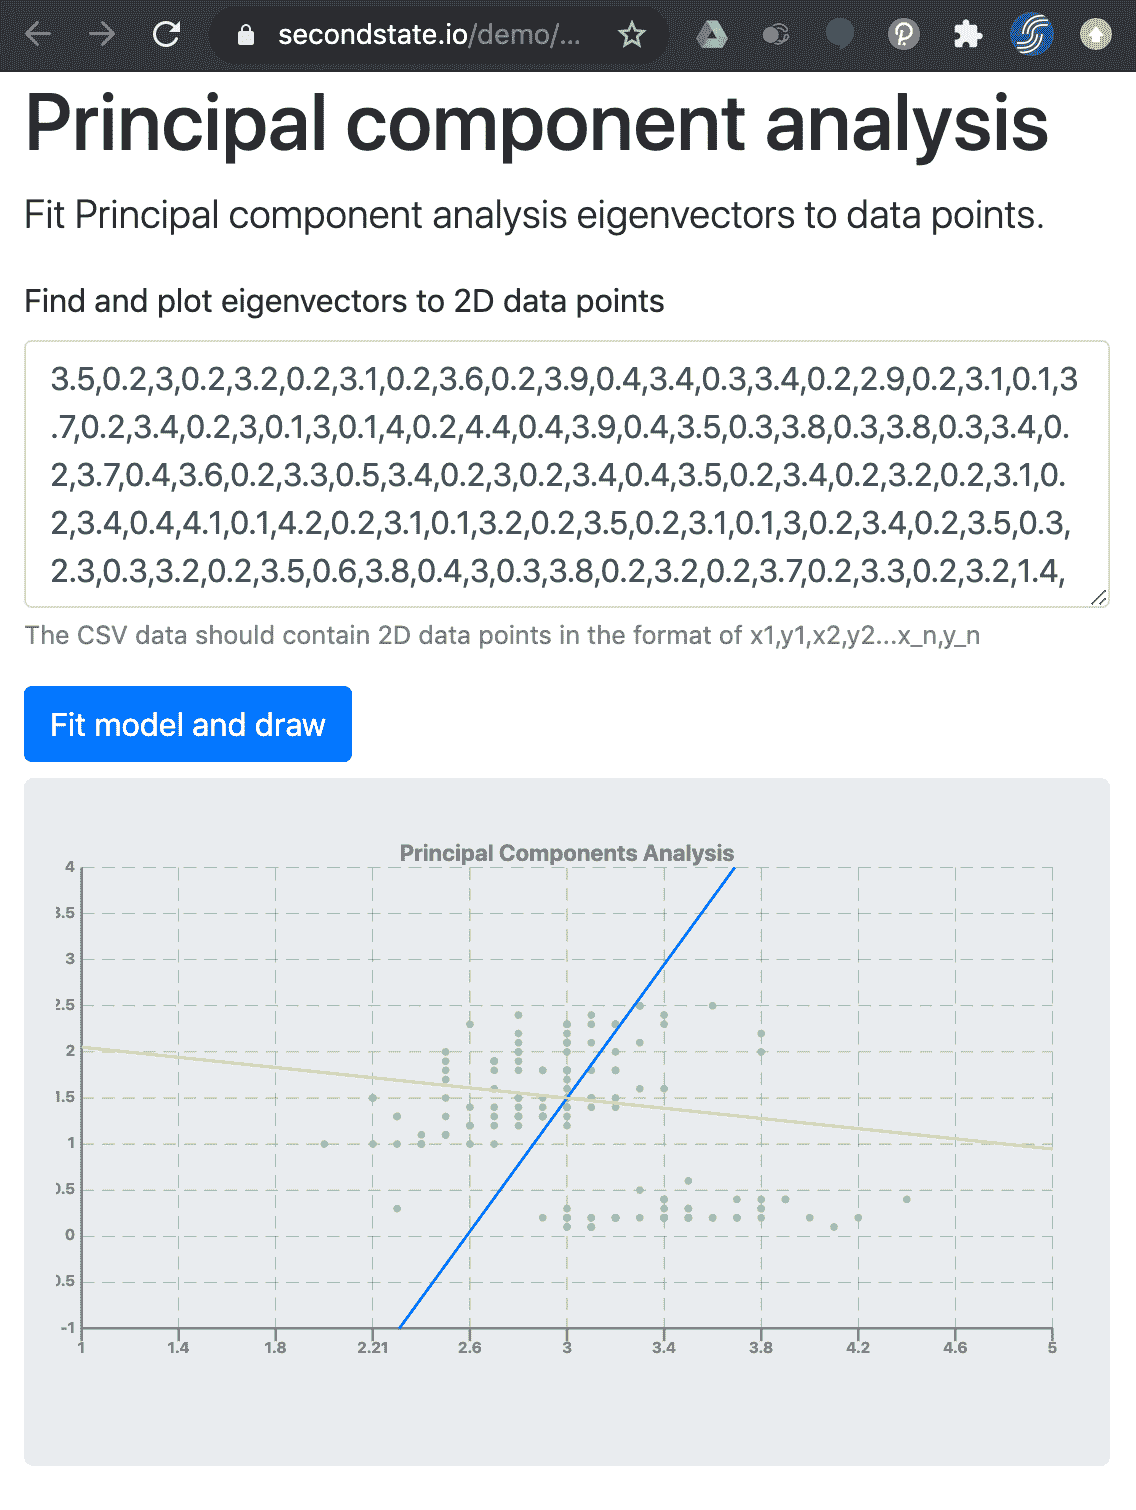 secondstate.io/demo/...
Principal component analysis
Fit Principal component analysis eigenvectors to data points.
Find and plot eigenvectors to 2D data points
3.5,0.2,3,0.2,3.2,0.2,3.1,0.2,3.6,0.2,3.9,0.4,3.4,0.3,3.4,0.2,2.9,0.2,3.1,0.1,3
.7,0.2,3.4,0.2,3,0.1,3,0.1,4,0.2,4.4,0.4,3.9,0.4,3.5,0.3,3.8,0.3,3.8,0.3,3.4,0.
2,3.7,0.4,3.6,0.2,3.3,0.5,3.4,0.2,3,0.2,3.4,0.4,3.5,0.2,3.4,0.2,3.2,0.2,3.1,0.
2,3.4,0.4,4.1,0.1,4.2,0.2,3.1,0.1,3.2,0.2,3.5,0.2,3.1,0.1,3,0.2,3.4,0.2,3.5,0.3,
2.3,0.3,3.2,0.2,3.5,0.6,3.8,0.4,3,0.3,3.8,0.2,3.2,0.2,3.7,0.2,3.3,0.2,3.2,1.4,
The CSV data should contain 2D data points in the format of x1,y1,x2,y2...x_n,y_n
Fit model and draw
Principal Components Analysis
4
3.5
3
2.5
2
1.5
1
0.5
0
0.5
-1
1 1.4 1.8 2.21 2.6 3 3.4 3.8 4.2 4.6 5